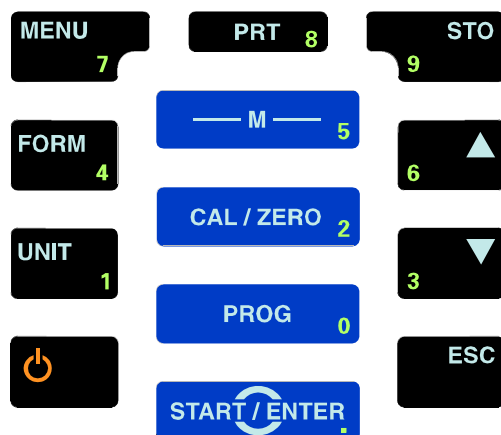 MENU
7
PRT 8
STO
9
— M —
5
FORM
4
6
CAL / ZERO 2
UNIT
1
3
PROG 0
ESC
START / ENTER .